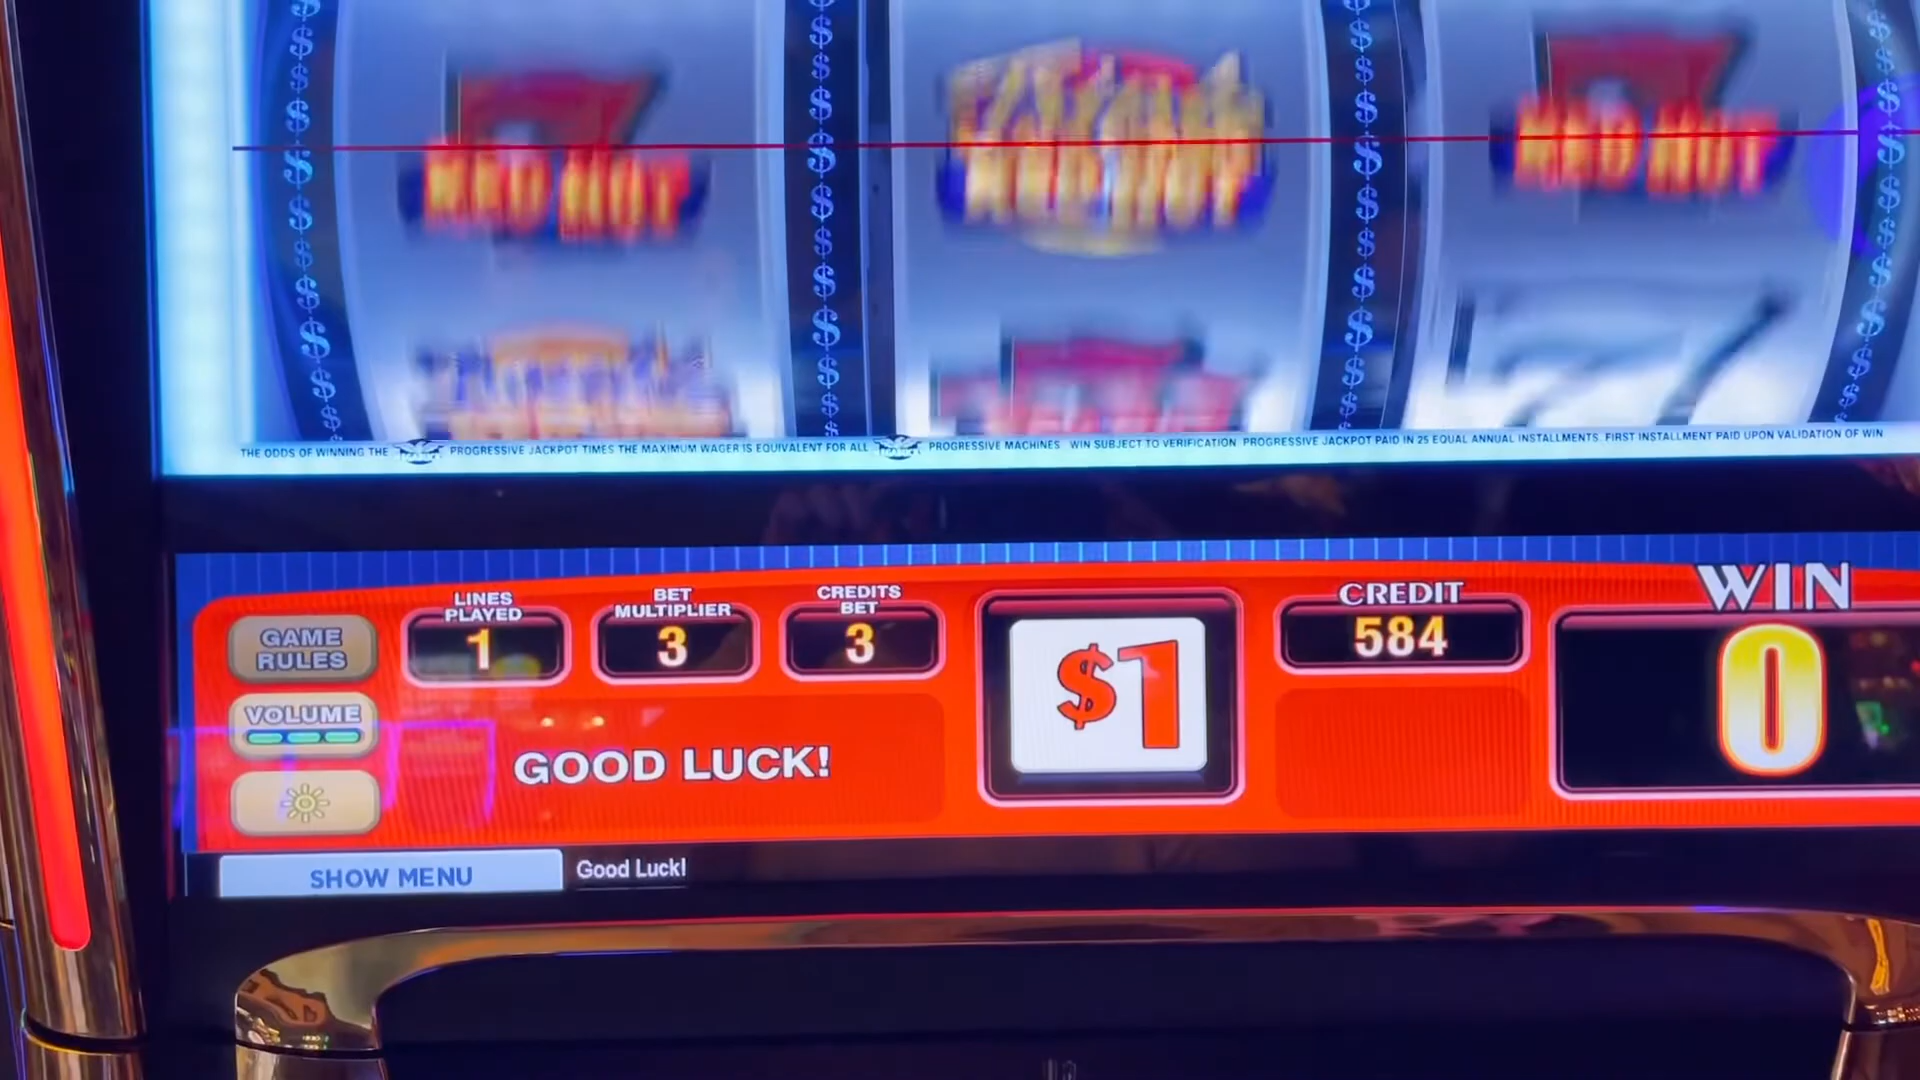 RED HOT
RED HOT
RED HOT
THE ODDS OF WINNING THE PROGRESSIVE JACKPOT TIMES THE MAXIMUM WAGER IS EQUIVALENT FOR ALL PROGRESSIVE MACHINES WIN SUBJECT TO VERIFICATION PROGRESSIVE JACKPOT PAID IN 25 EQUAL ANNUAL INSTALLMENTS. FIRST INSTALLMENT PAID UPON VALIDATION OF WIN
GAME
RULES
VOLUME
LINES
PLAYED
1
BET
MULTIPLIER
3
CREDITS
BET
3
GOOD LUCK!
$1
CREDIT
584
WIN
0
SHOW MENU
Good Luck!